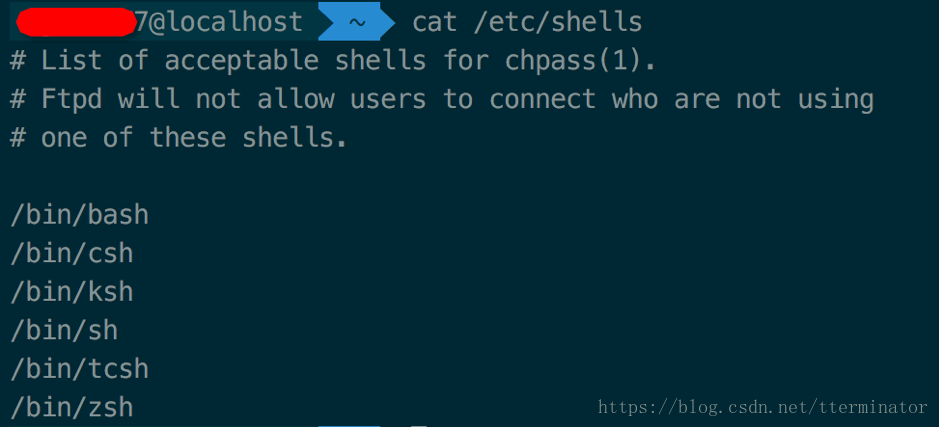 7@localhost ~ cat /etc/shells
# List of acceptable shells for chpass(1).
# Ftpd will not allow users to connect who are not using
# one of these shells.
/bin/bash
/bin/csh
/bin/ksh
/bin/sh
/bin/tcsh
/bin/zsh
https://blog.csdn.net/tterminator